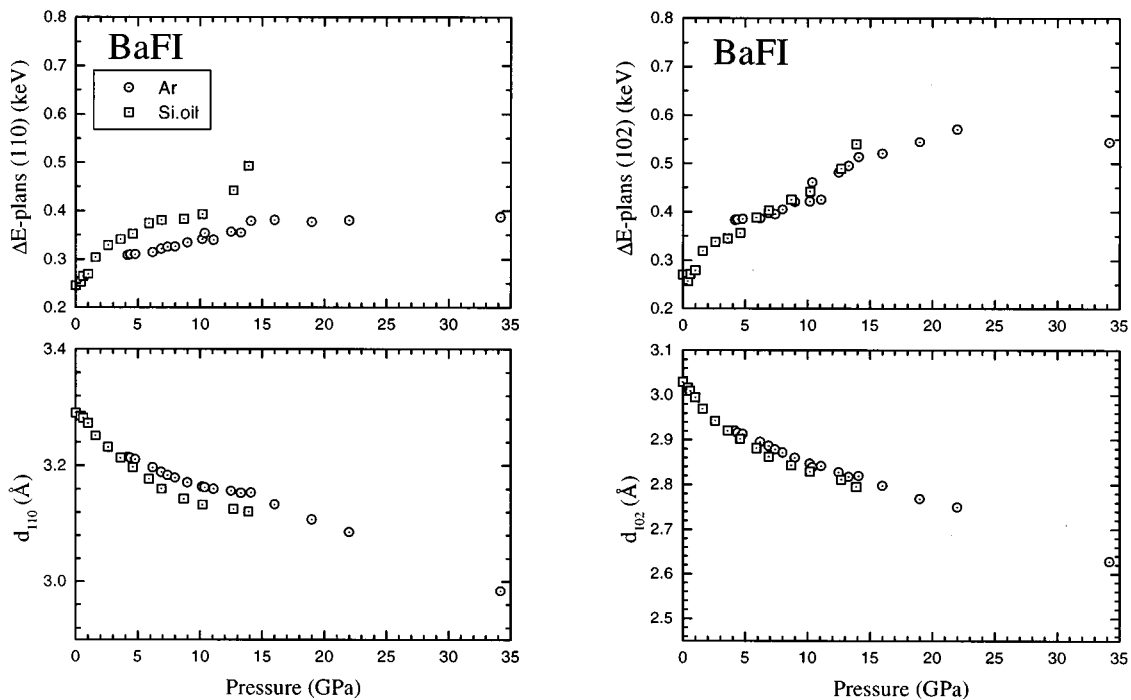 BaFI
Ar
Si.oil
ΔE-plans (110) (keV)
0.8
0.7
0.6
0.5
0.4
0.3
0.2
0 5 10 15 20 25 30 35
BaFI
ΔE-plans (102) (keV)
0.8
0.7
0.6
0.5
0.4
0.3
0.2
0 5 10 15 20 25 30 35
d110 (Å)
3.4
3.2
3.0
0 5 10 15 20 25 30 35
Pressure (GPa)
d102 (Å)
3.1
3.0
2.9
2.8
2.7
2.6
2.5
0 5 10 15 20 25 30 35
Pressure (GPa)